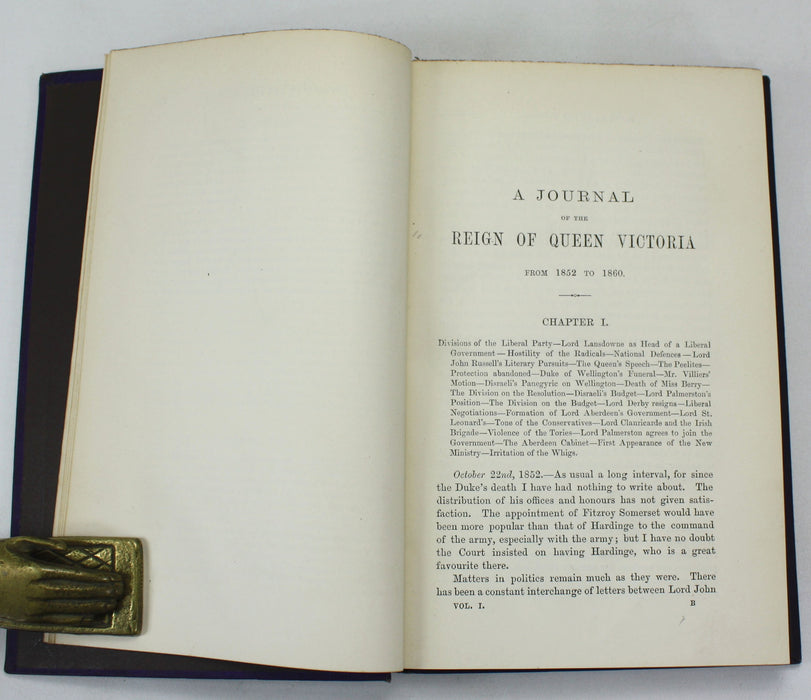 A JOURNAL
OF THE
REIGN OF QUEEN VICTORIA
FROM 1852 TO 1860.
CHAPTER I.
Divisions of the Liberal Party—Lord Lansdowne as Head of a Liberal
Government—Hostility of the Radicals—National Defences—Lord
John Russell's Literary Pursuits—The Queen's Speech—The Peelites—
Protection abandoned—Duke of Wellington's Funeral—Mr. Villiers'
Motion—Disraeli's Panegyric on Wellington—Death of Miss Berry—
The Division on the Resolution—Disraeli's Budget—Lord Palmerston's
Position—The Division on the Budget—Lord Derby resigns—Liberal
Negotiations—Formation of Lord Aberdeen's Government—Lord St.
Leonard's—Tone of the Conservatives—Lord Clanricarde and the Irish
Brigade—Violence of the Tories—Lord Palmerston agrees to join the
Government—The Aberdeen Cabinet—First Appearance of the New
Ministry—Irritation of the Whigs.
October 22nd, 1852.—As usual a long interval, for since
the Duke's death I have had nothing to write about. The
distribution of his offices and honours has not given satis-
faction. The appointment of Fitzroy Somerset would have
been more popular than that of Hardinge to the command
of the army, especially with the army; but I have no doubt
the Court insisted on having Hardinge, who is a great
favourite there.
Matters in politics remain much as they were. There
has been a constant interchange of letters between Lord John
VOL. I. B